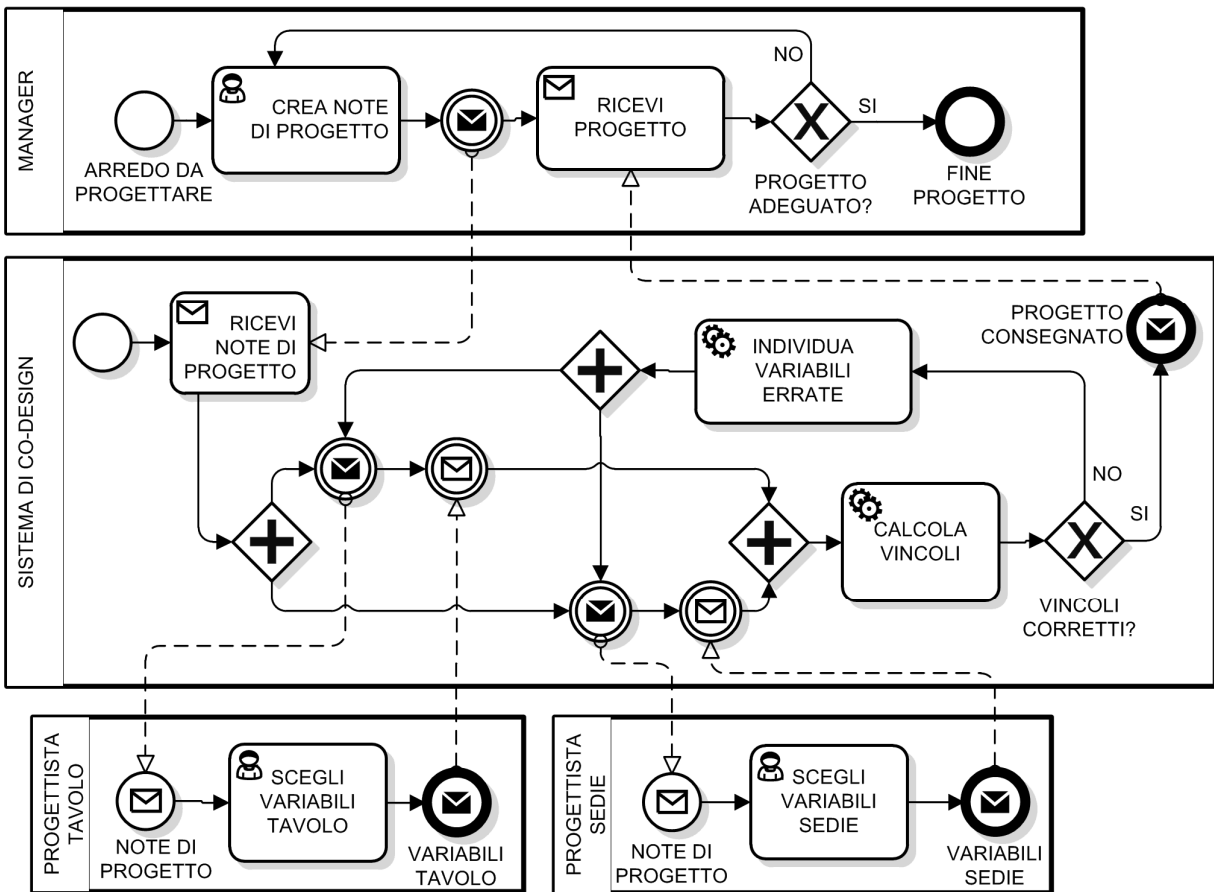 MANAGER
ARREDO DA
PROGETTARE
CREA NOTE
DI PROGETTO
RICEVI
PROGETTO
NO
SI
PROGETTO
ADEGUATO?
FINE
PROGETTO
SISTEMA DI CO-DESIGN
RICEVI
NOTE DI
PROGETTO
INDIVIDUA
VARIABILI
ERRATE
PROGETTO
CONSEGNATO
CALCOLA
VINCOLI
NO
SI
VINCOLI
CORRETTI?
PROGETTISTA
TAVOLO
NOTE DI
PROGETTO
SCEGLI
VARIABILI
TAVOLO
VARIABILI
TAVOLO
PROGETTISTA
SEDIE
NOTE DI
PROGETTO
SCEGLI
VARIABILI
SEDIE
VARIABILI
SEDIE